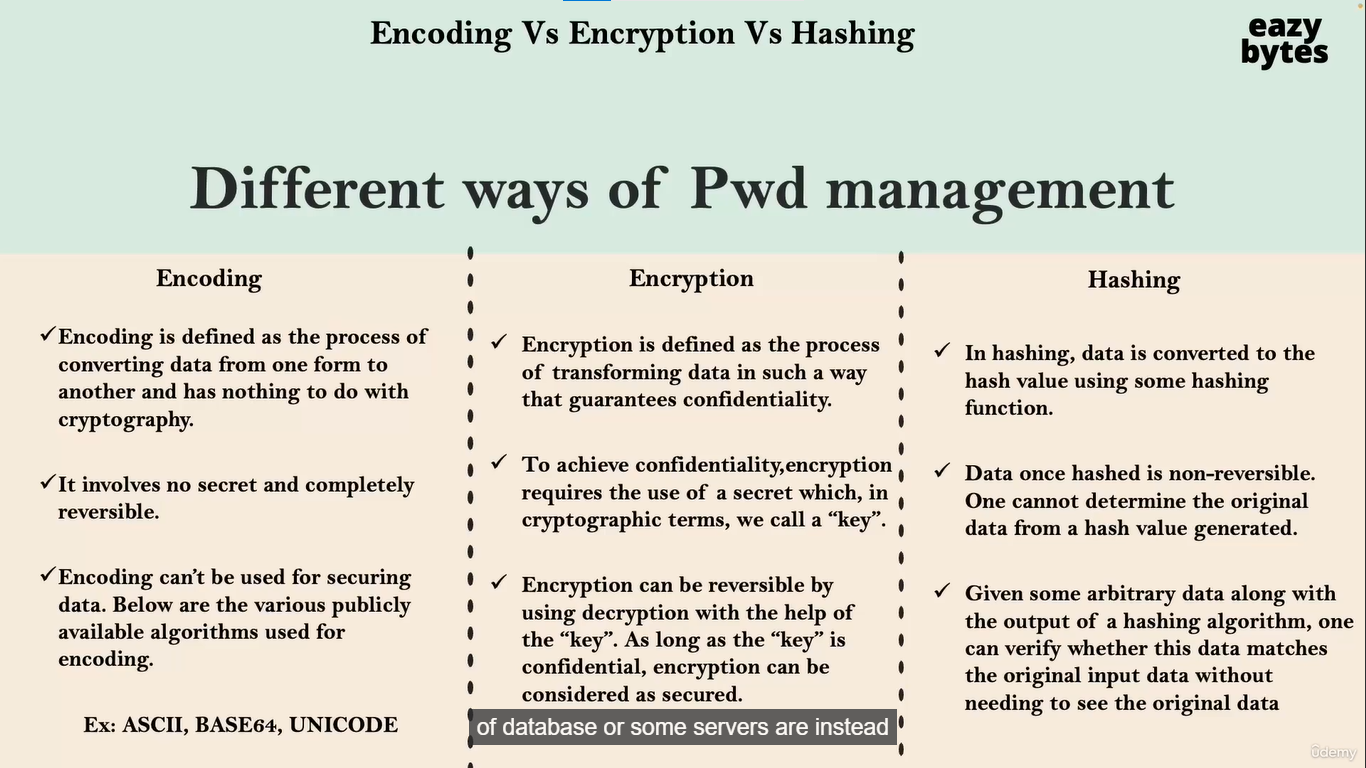 Encoding Vs Encryption Vs Hashing
eazy
bytes
Different ways of Pwd management
Encoding
✓Encoding is defined as the process of
converting data from one form to
another and has nothing to do with
cryptography.
✓It involves no secret and completely
reversible.
✓Encoding can’t be used for securing
data. Below are the various publicly
available algorithms used for
encoding.
Ex: ASCII, BASE64, UNICODE
Encryption
✓ Encryption is defined as the process
of transforming data in such a way
that guarantees confidentiality.
✓ To achieve confidentiality,encryption
requires the use of a secret which, in
cryptographic terms, we call a “key”.
✓ Encryption can be reversible by
using decryption with the help of
the “key”. As long as the “key” is
confidential, encryption can be
considered as secured.
Hashing
✓ In hashing, data is converted to the
hash value using some hashing
function.
✓ Data once hashed is non-reversible.
One cannot determine the original
data from a hash value generated.
✓ Given some arbitrary data along with
the output of a hashing algorithm, one
can verify whether this data matches
the original input data without
needing to see the original data
of database or some servers are instead
ûdemy